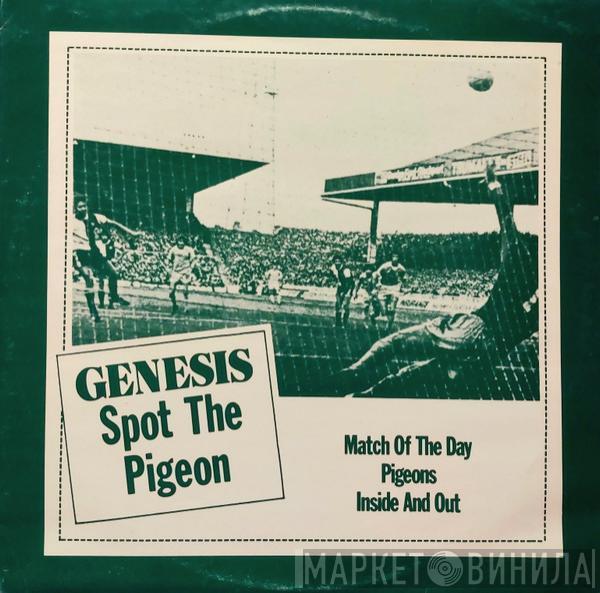 GENESIS
Spot The
Pigeon
Match Of The Day
Pigeons
Inside And Out
МАРКЕТ ВИНИЛА